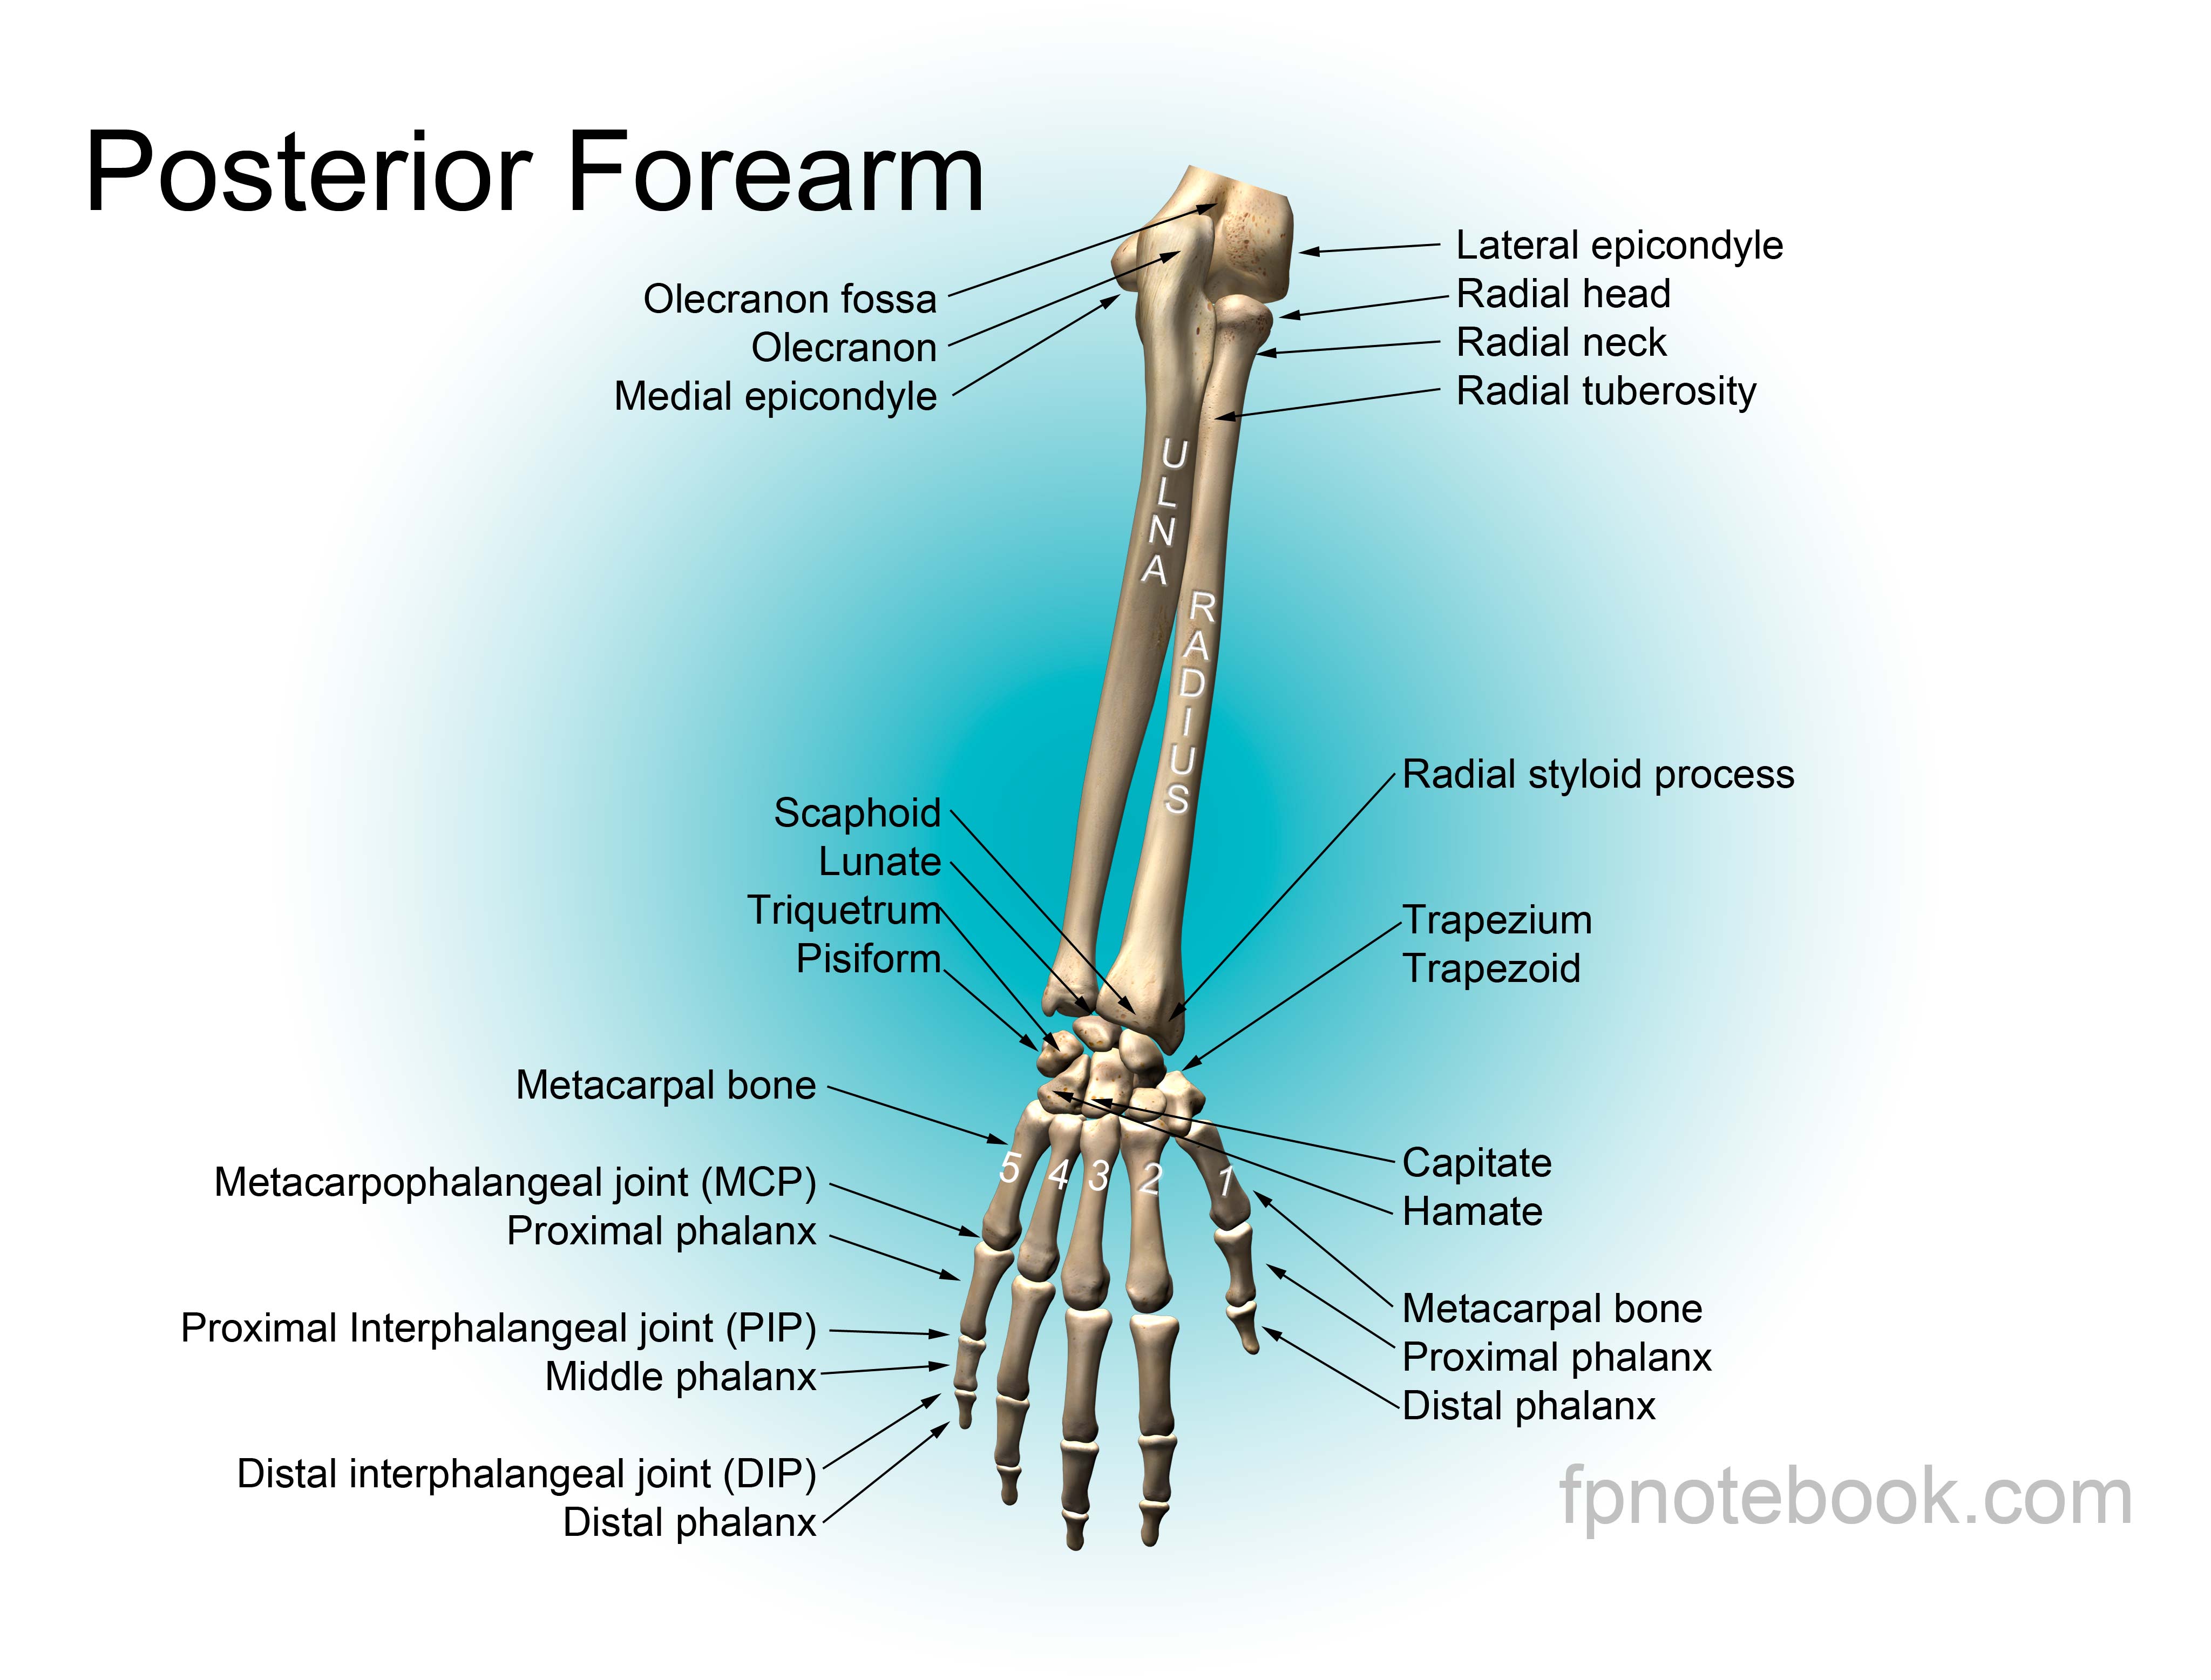 Posterior Forearm
Olecranon fossa
Olecranon
Medial epicondyle
Lateral epicondyle
Radial head
Radial neck
Radial tuberosity
ULNA
RADIUS
Scaphoid
Lunate
Triquetrum
Pisiform
Radial styloid process
Trapezium
Trapezoid
Metacarpal bone
Metacarpophalangeal joint (MCP)
Proximal phalanx
Proximal Interphalangeal joint (PIP)
Middle phalanx
Distal interphalangeal joint (DIP)
Distal phalanx
5 4 3 2 1
Capitate
Hamate
Metacarpal bone
Proximal phalanx
Distal phalanx
fpnotebook.com